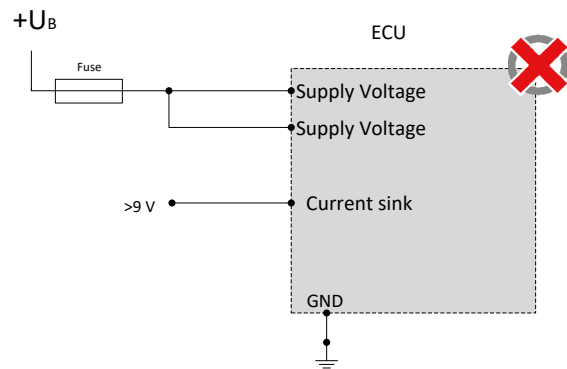 +UB
ECU
Fuse
Supply Voltage
Supply Voltage
>9 V
Current sink
GND